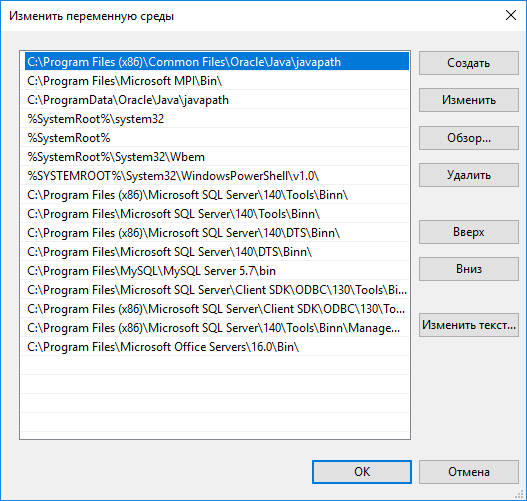 Изменить переменную среды
C:\Program Files (x86)\Common Files\Oracle\Java\javapath
C:\Program Files\Microsoft MPI\Bin\
C:\ProgramData\Oracle\Java\javapath
%SystemRoot%\system32
%SystemRoot%
%SystemRoot%\System32\Wbem
%SYSTEMROOT%\System32\WindowsPowerShell\v1.0\
C:\Program Files (x86)\Microsoft SQL Server\140\Tools\Binn\
C:\Program Files\Microsoft SQL Server\140\Tools\Binn\
C:\Program Files (x86)\Microsoft SQL Server\140\DTS\Binn\
C:\Program Files\Microsoft SQL Server\140\DTS\Binn\
C:\Program Files\MySQL\MySQL Server 5.7\bin
C:\Program Files\Microsoft SQL Server\Client SDK\ODBC\130\Tools\Bi...
C:\Program Files (x86)\Microsoft SQL Server\Client SDK\ODBC\130\To...
C:\Program Files (x86)\Microsoft SQL Server\140\Tools\Binn\Manage...
C:\Program Files\Microsoft Office Servers\16.0\Bin\
Создать
Изменить
Обзор...
Удалить
Вверх
Вниз
Изменить текст...
ОК
Отмена